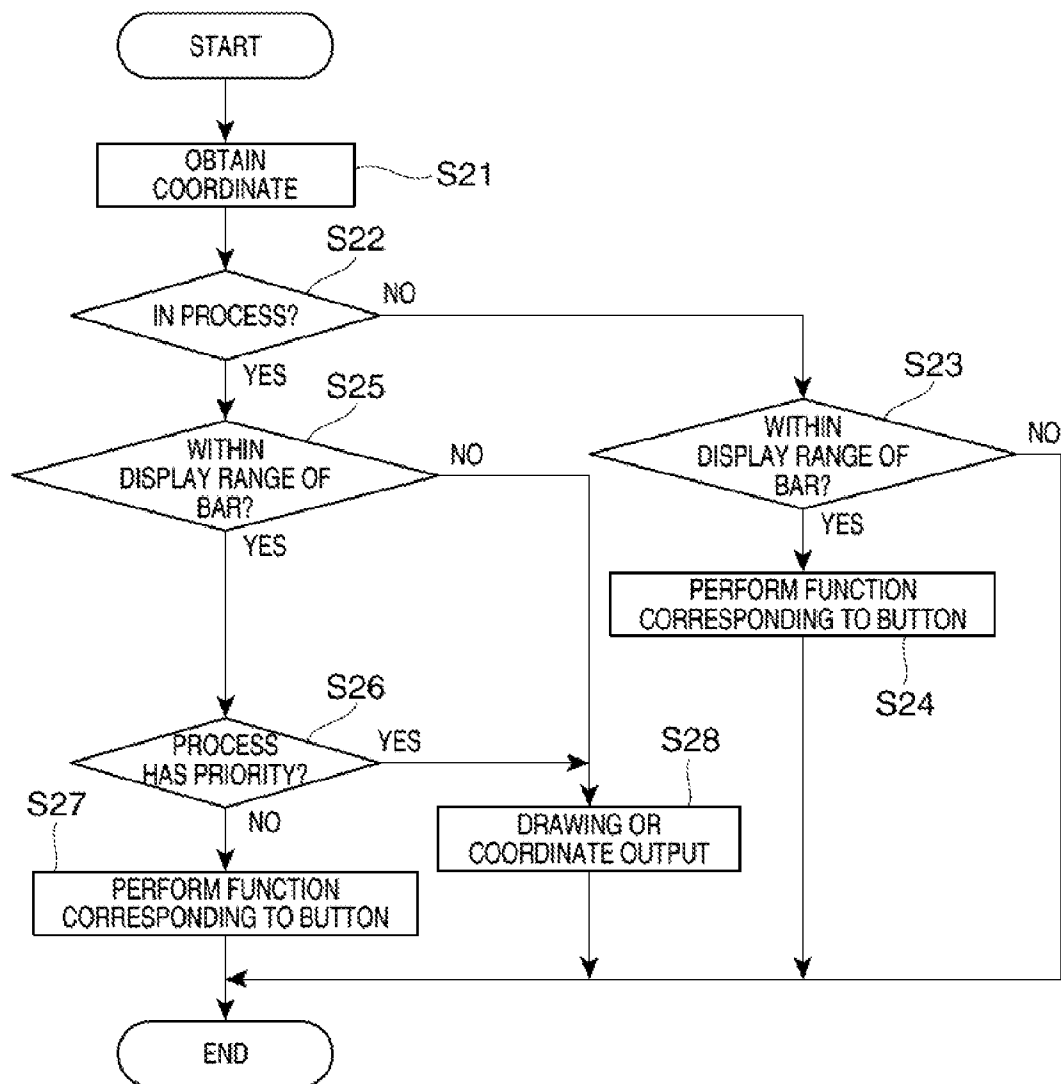 START
OBTAIN
COORDINATE
S21
S22
IN PROCESS?
NO
YES
S25
WITHIN
DISPLAY RANGE OF
BAR?
NO
YES
S23
WITHIN
DISPLAY RANGE OF
BAR?
NO
YES
PERFORM FUNCTION
CORRESPONDING TO BUTTON
S24
S26
PROCESS
HAS PRIORITY?
YES
NO
S28
DRAWING OR
COORDINATE OUTPUT
S27
PERFORM FUNCTION
CORRESPONDING TO BUTTON
END